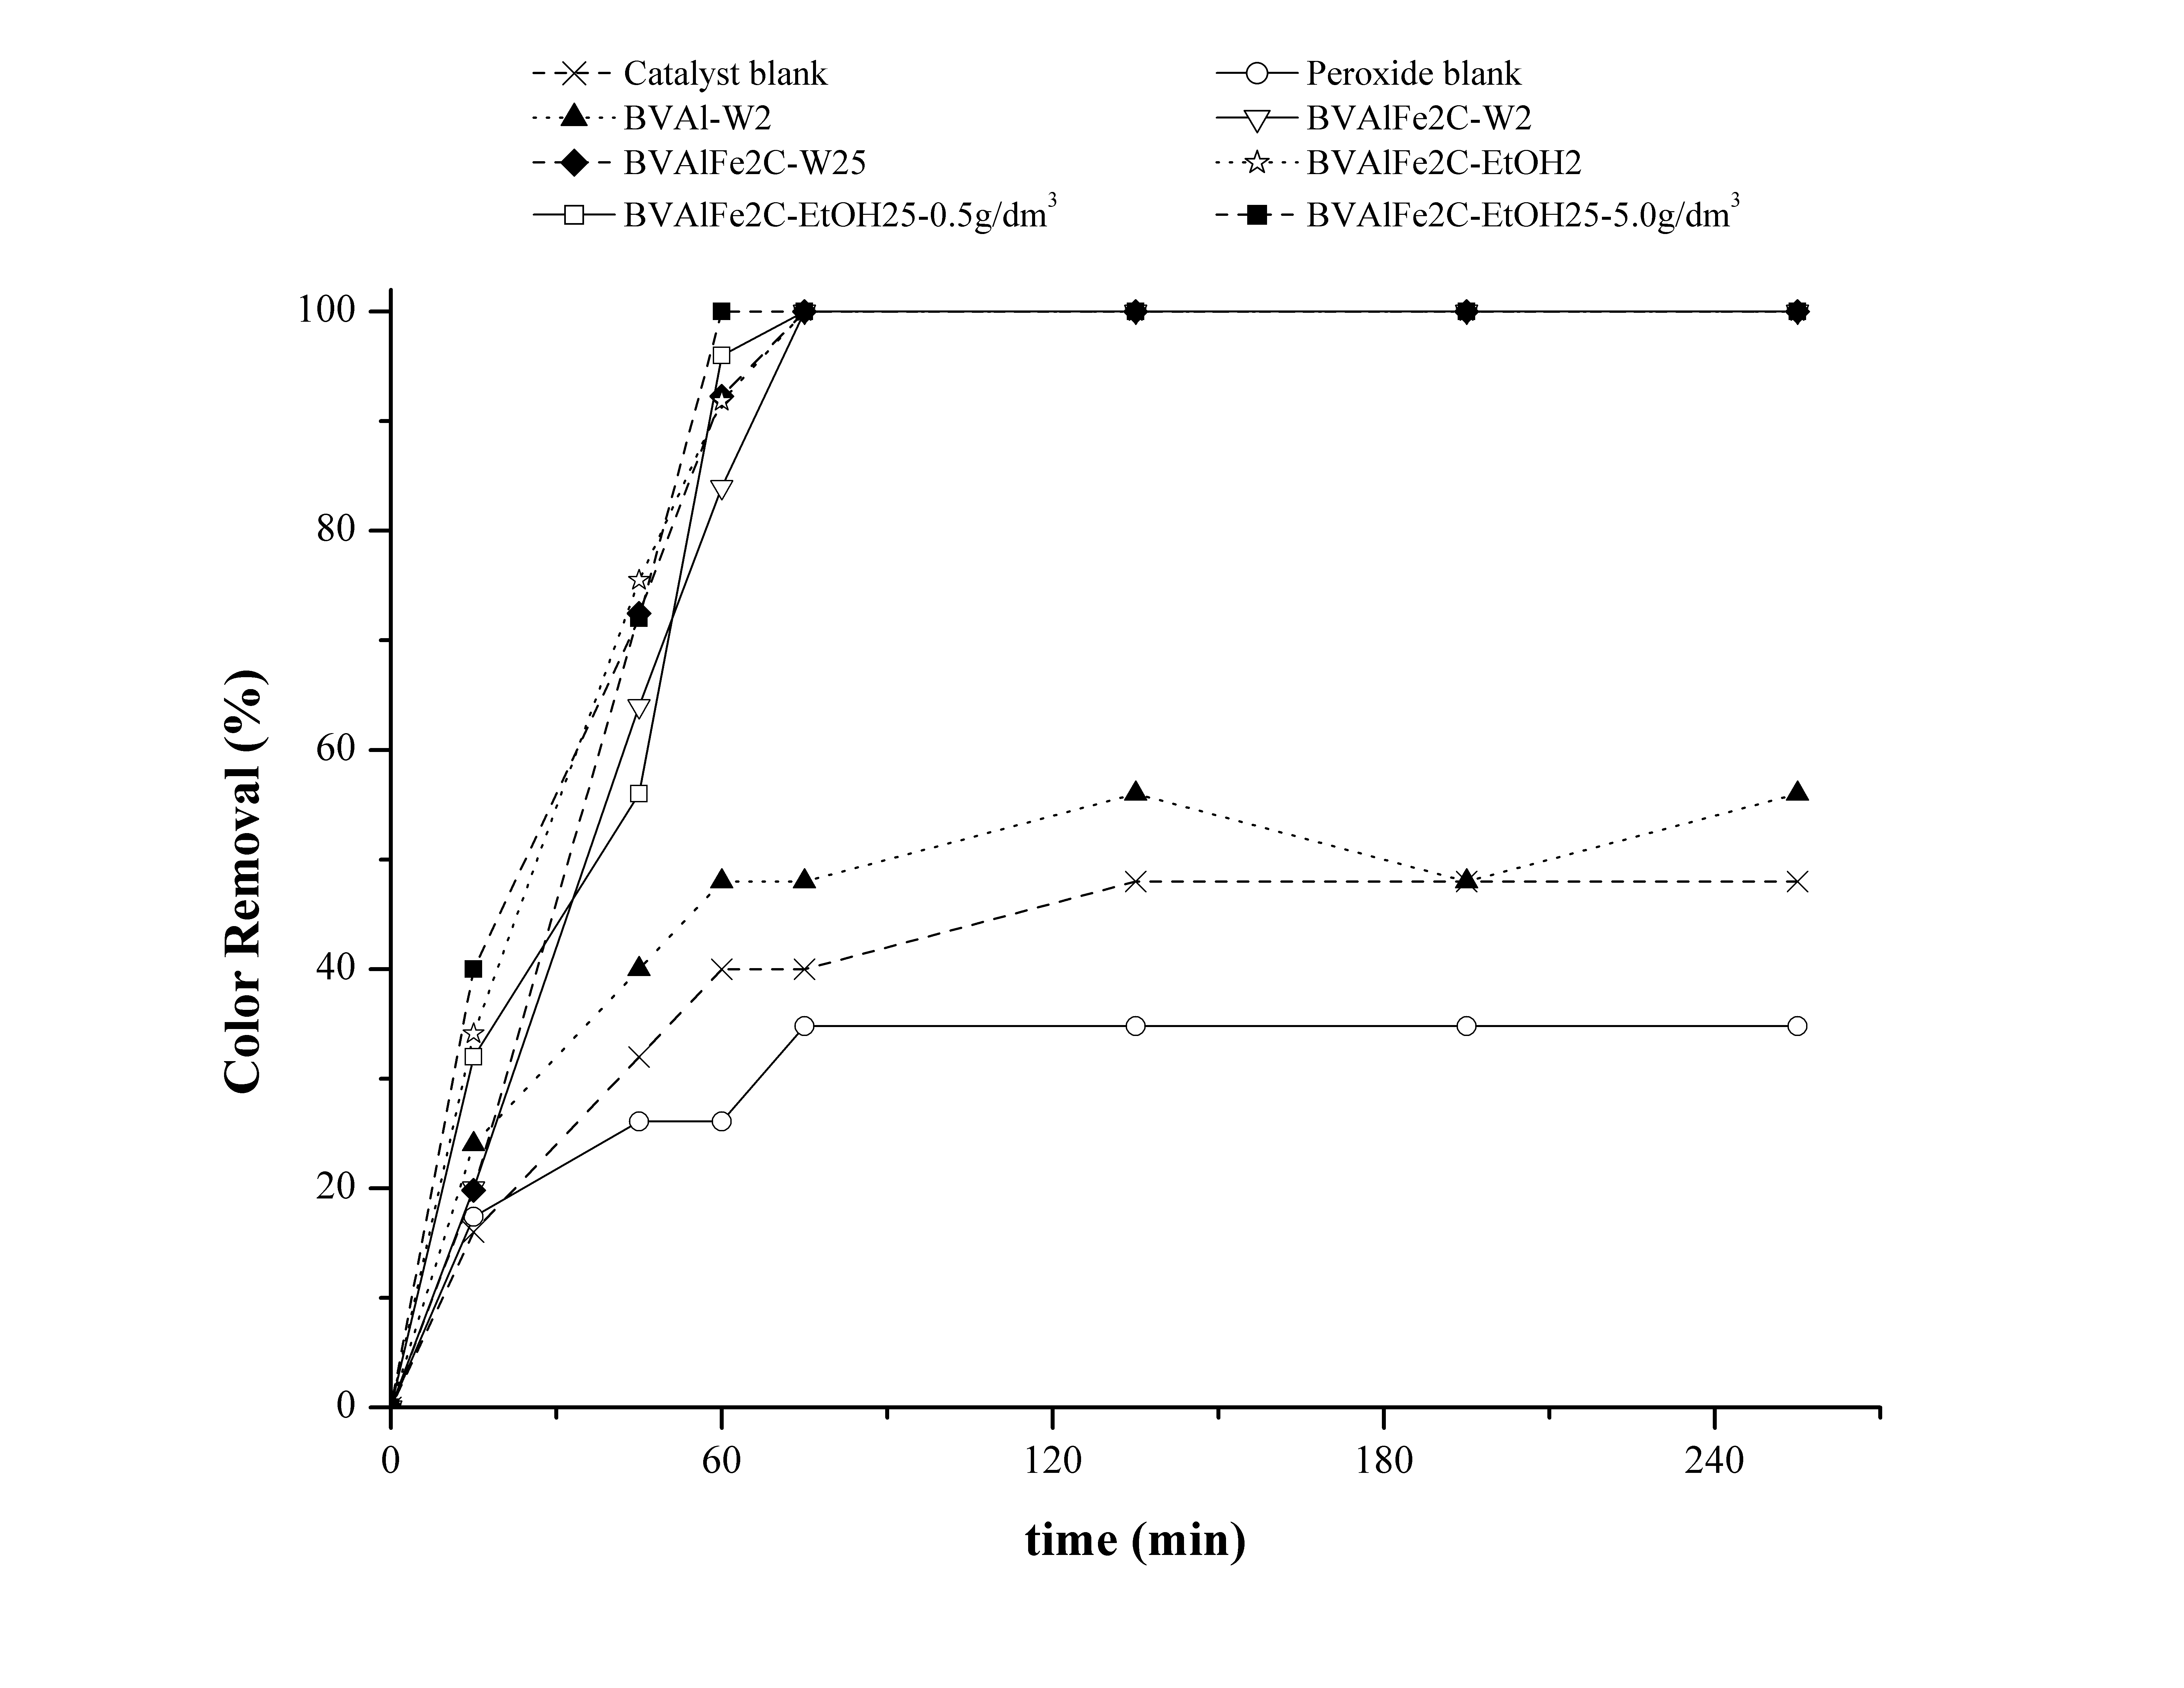 Catalyst blank Peroxide blank
BVAl-W2 BVAlFe2C-W2
BVAlFe2C-W25 BVAlFe2C-EtOH2
BVAlFe2C-EtOH25-0.5g/dm³ BVAlFe2C-EtOH25-5.0g/dm³
100
80
60
40
20
0
Color Removal (%)
0 60 120 180 240
time (min)